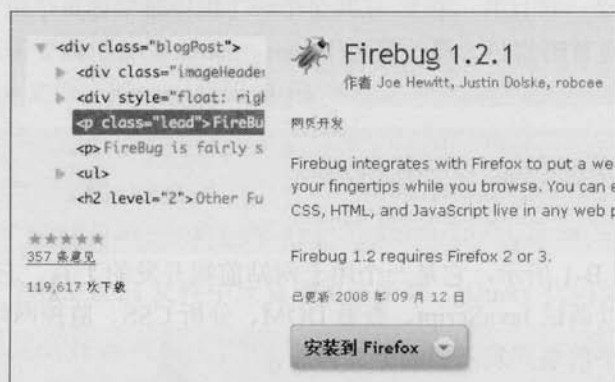 <div class="blogPost">
<div class="imageHeader
<div style="float: righ
<p class="lead">FireBu
<p>FireBug is fairly s
<ul>
<h2 level="2">Other Fu
357 条意见
119,617 次下载
Firebug 1.2.1
作者 Joe Hewitt, Justin Dolske, robcee
网页开发
Firebug integrates with Firefox to put a we
your fingertips while you browse. You can e
CSS, HTML, and JavaScript live in any web p
Firebug 1.2 requires Firefox 2 or 3.
已更新 2008 年 09 月 12 日
安装到 Firefox